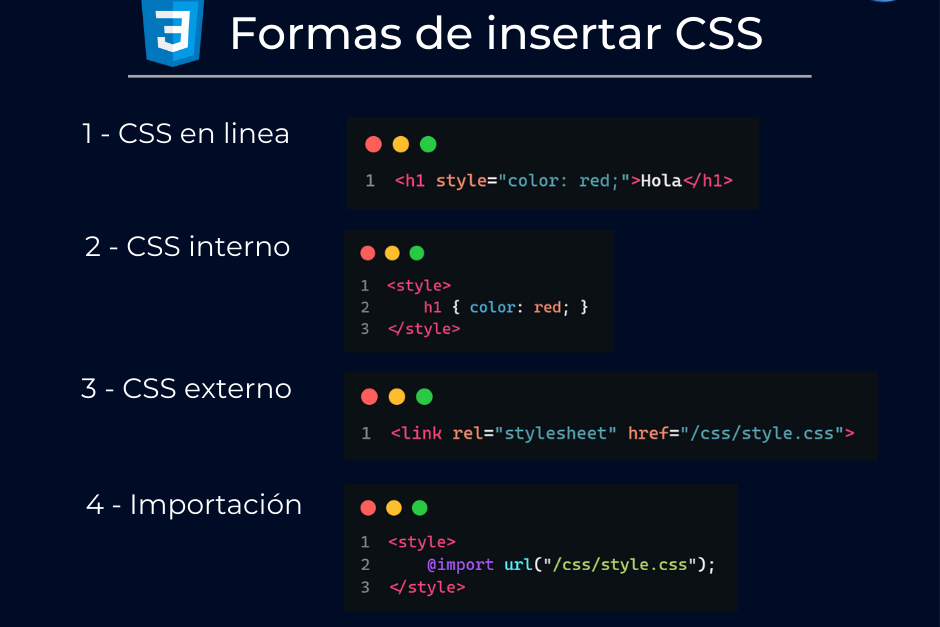 3
Formas de insertar CSS
1 - CSS en linea
1 <h1 style="color: red;">Hola</h1>
2 - CSS interno
1 <style>
2 h1 { color: red; }
3 </style>
3 - CSS externo
1 <link rel="stylesheet" href="/css/style.css">
4 - Importación
1 <style>
2 @import url("/css/style.css");
3 </style>